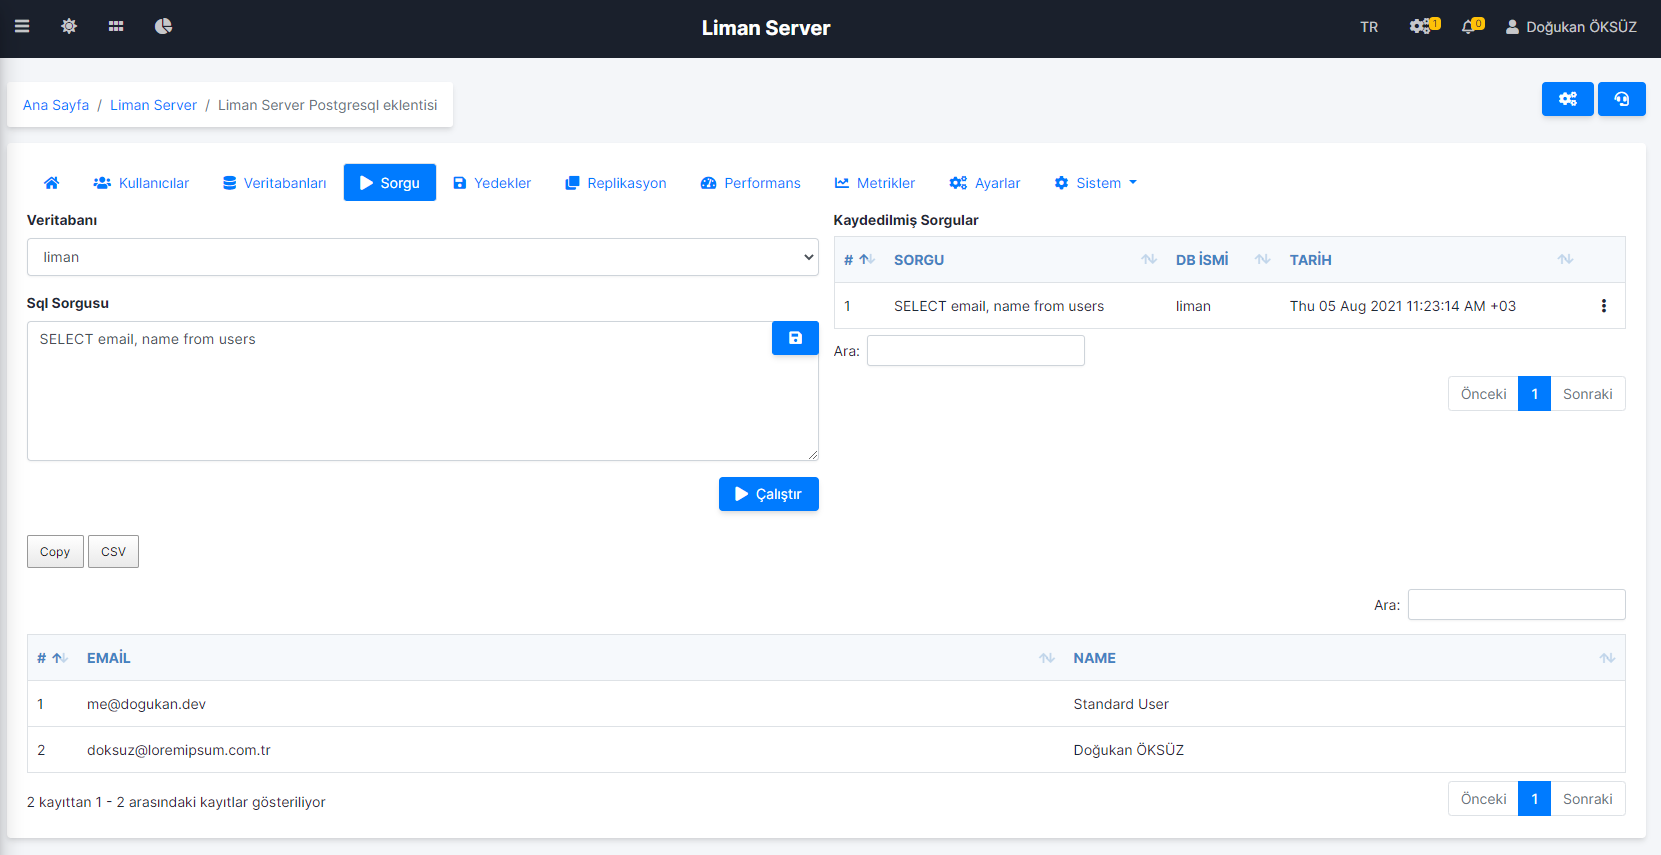 Liman Server
TR
1
0
Doğukan ÖKSÜZ
Ana Sayfa / Liman Server / Liman Server Postgresql eklentisi
Kullanıcılar
Veritabanları
Sorgu
Yedekler
Replikasyon
Performans
Metrikler
Ayarlar
Sistem
Veritabanı
liman
Sql Sorgusu
SELECT email, name from users
Çalıştır
Kaydedilmiş Sorgular
# SORGU DB İSMİ TARİH
1 SELECT email, name from users liman Thu 05 Aug 2021 11:23:14 AM +03
Ara:
Önceki 1 Sonraki
Copy CSV
Ara:
# EMAİL NAME
1 me@dogukan.dev Standard User
2 doksuz@loremipsum.com.tr Doğukan ÖKSÜZ
2 kayıttan 1 - 2 arasındaki kayıtlar gösteriliyor
Önceki 1 Sonraki